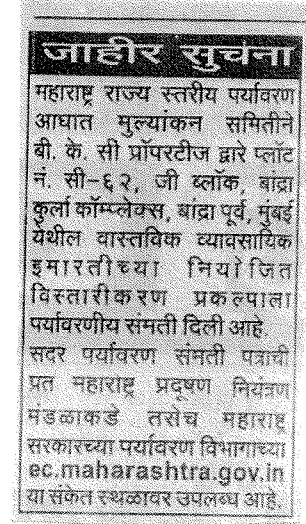 जाहीर सुचना
महाराष्ट्र राज्य स्तरीय पर्यावरण
आघात मुल्यांकन समितीने
बी. के. सी प्रॉपरटीज द्वारे प्लॉट
नं. सी-६२, जी ब्लॉक, बांद्रा
कुर्ला कॉम्प्लेक्स, बांद्रा पूर्व, मुंबई
येथील वास्तविक व्यावसायिक
इमारतीच्या नियोजित
विस्तारीकरण प्रकल्पाला
पर्यावरणीय संमती दिली आहे.
सदर पर्यावरण संमती पत्राची
प्रत महाराष्ट्र प्रदूषण नियंत्रण
मंडळाकडे तसेच महाराष्ट्र
सरकारच्या पर्यावरण विभागाच्या
ec.maharashtra.gov.in
या संकेत स्थळावर उपलब्ध आहे.